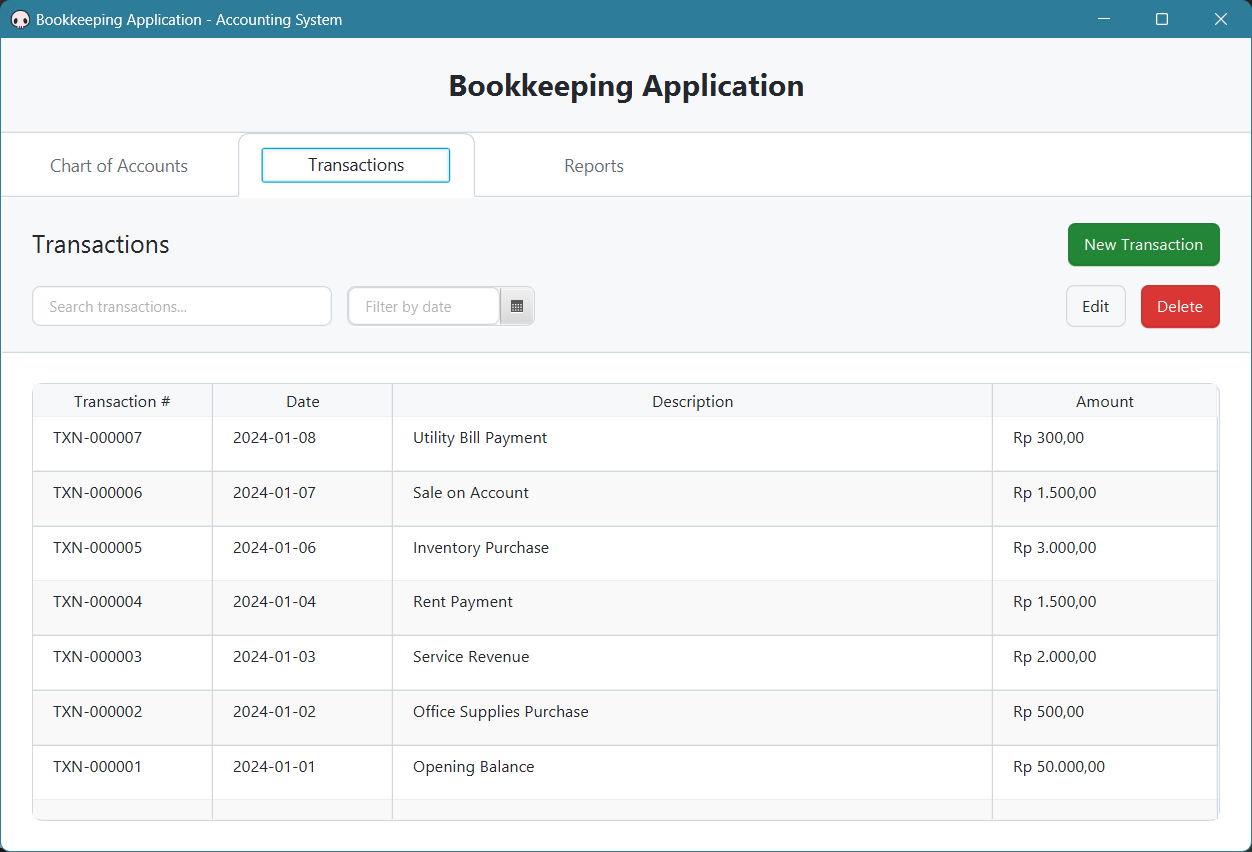 Bookkeeping Application - Accounting System
Bookkeeping Application
Chart of Accounts Transactions Reports
Transactions New Transaction
Search transactions... Filter by date Edit Delete
Transaction # Date Description Amount
TXN-000007 2024-01-08 Utility Bill Payment Rp 300,00
TXN-000006 2024-01-07 Sale on Account Rp 1.500,00
TXN-000005 2024-01-06 Inventory Purchase Rp 3.000,00
TXN-000004 2024-01-04 Rent Payment Rp 1.500,00
TXN-000003 2024-01-03 Service Revenue Rp 2.000,00
TXN-000002 2024-01-02 Office Supplies Purchase Rp 500,00
TXN-000001 2024-01-01 Opening Balance Rp 50.000,00